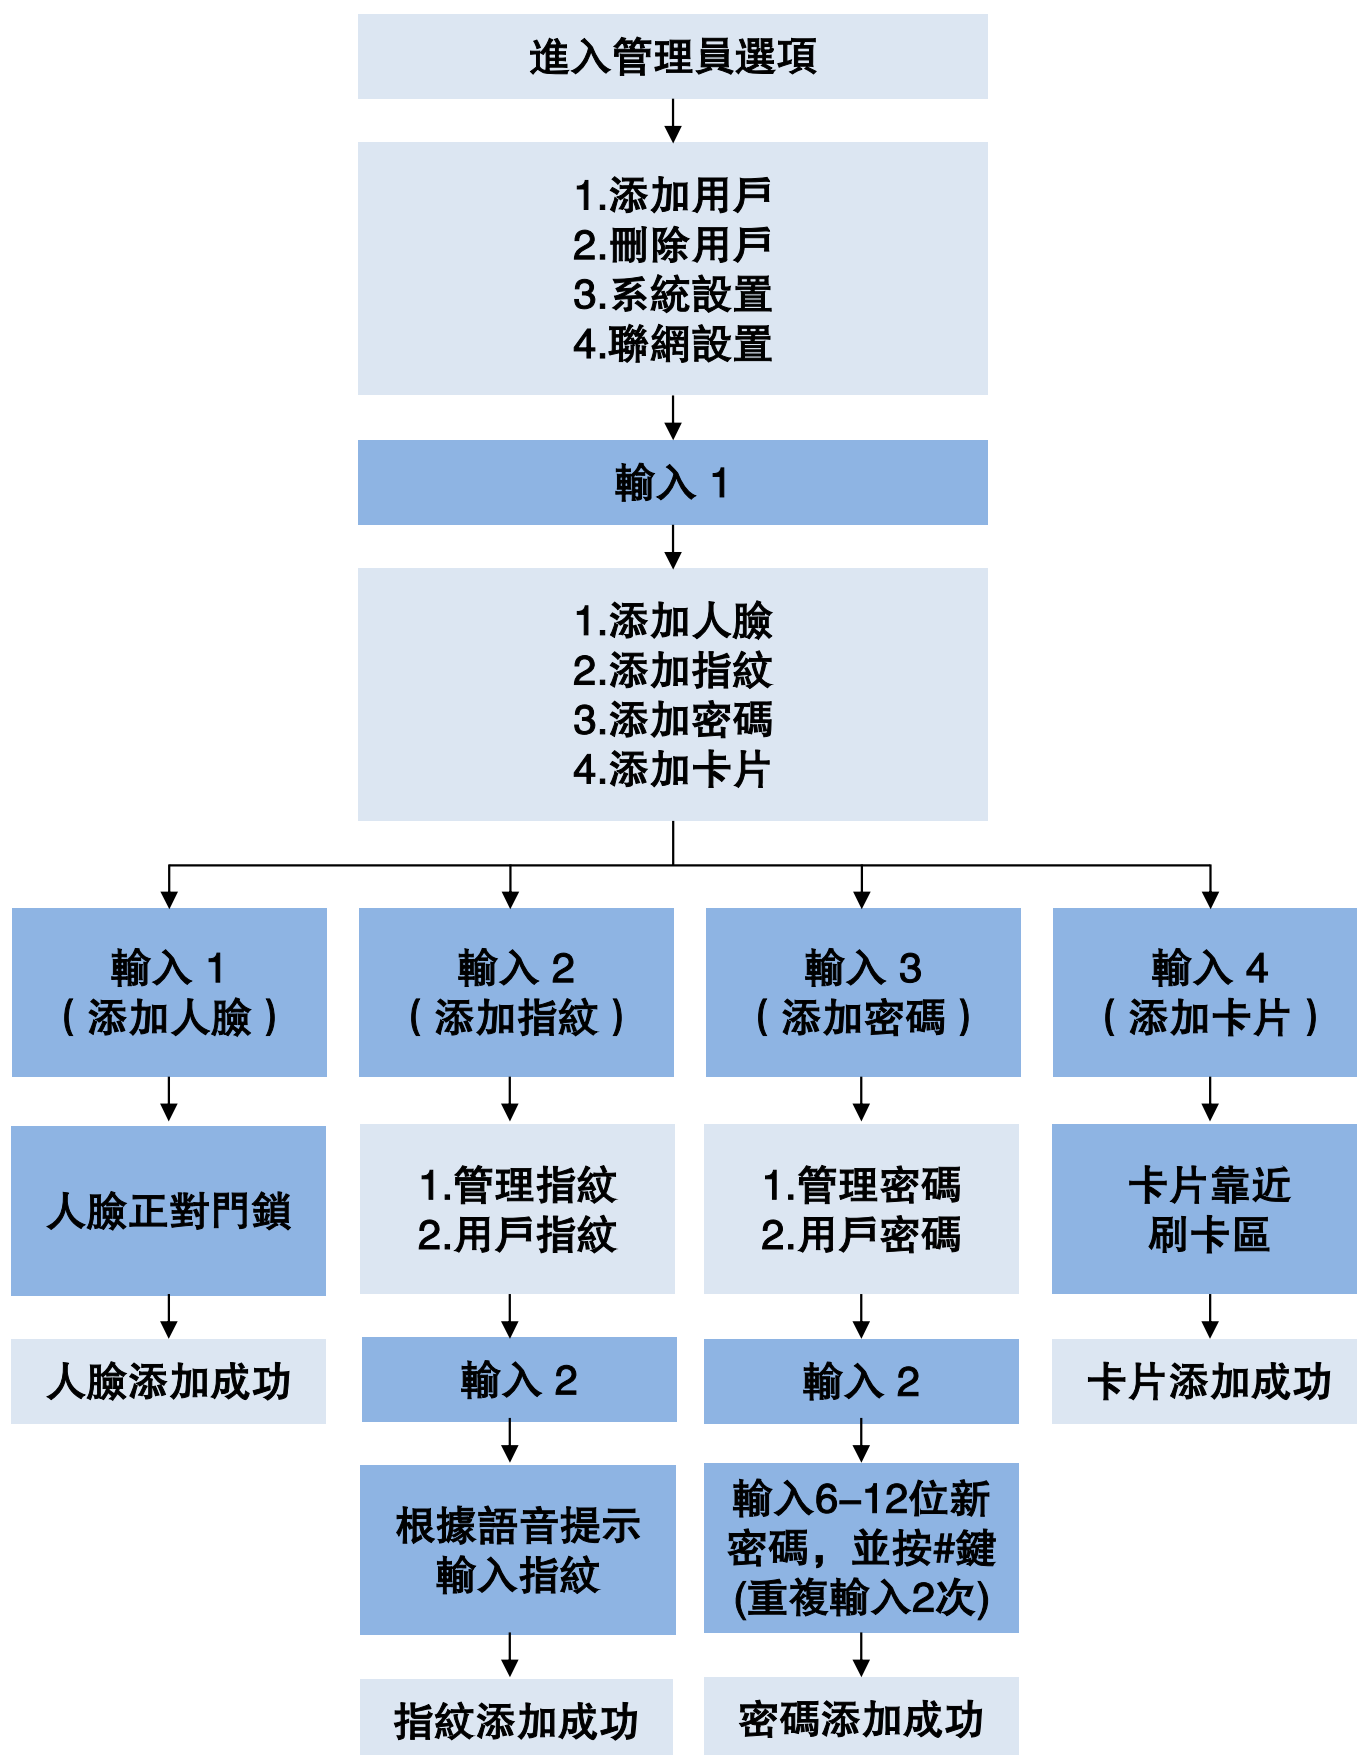 進入管理員選項
1.添加用戶
2.刪除用戶
3.系統設置
4.聯網設置
輸入 1
1.添加人臉
2.添加指紋
3.添加密碼
4.添加卡片
輸入 1
（添加人臉）
輸入 2
（添加指紋）
輸入 3
（添加密碼）
輸入 4
（添加卡片）
人臉正對門鎖
1.管理指紋
2.用戶指紋
1.管理密碼
2.用戶密碼
卡片靠近
刷卡區
人臉添加成功
輸入 2
輸入 2
卡片添加成功
根據語音提示
輸入指紋
輸入6–12位新
密碼，並按#鍵
(重複輸入2次)
指紋添加成功
密碼添加成功